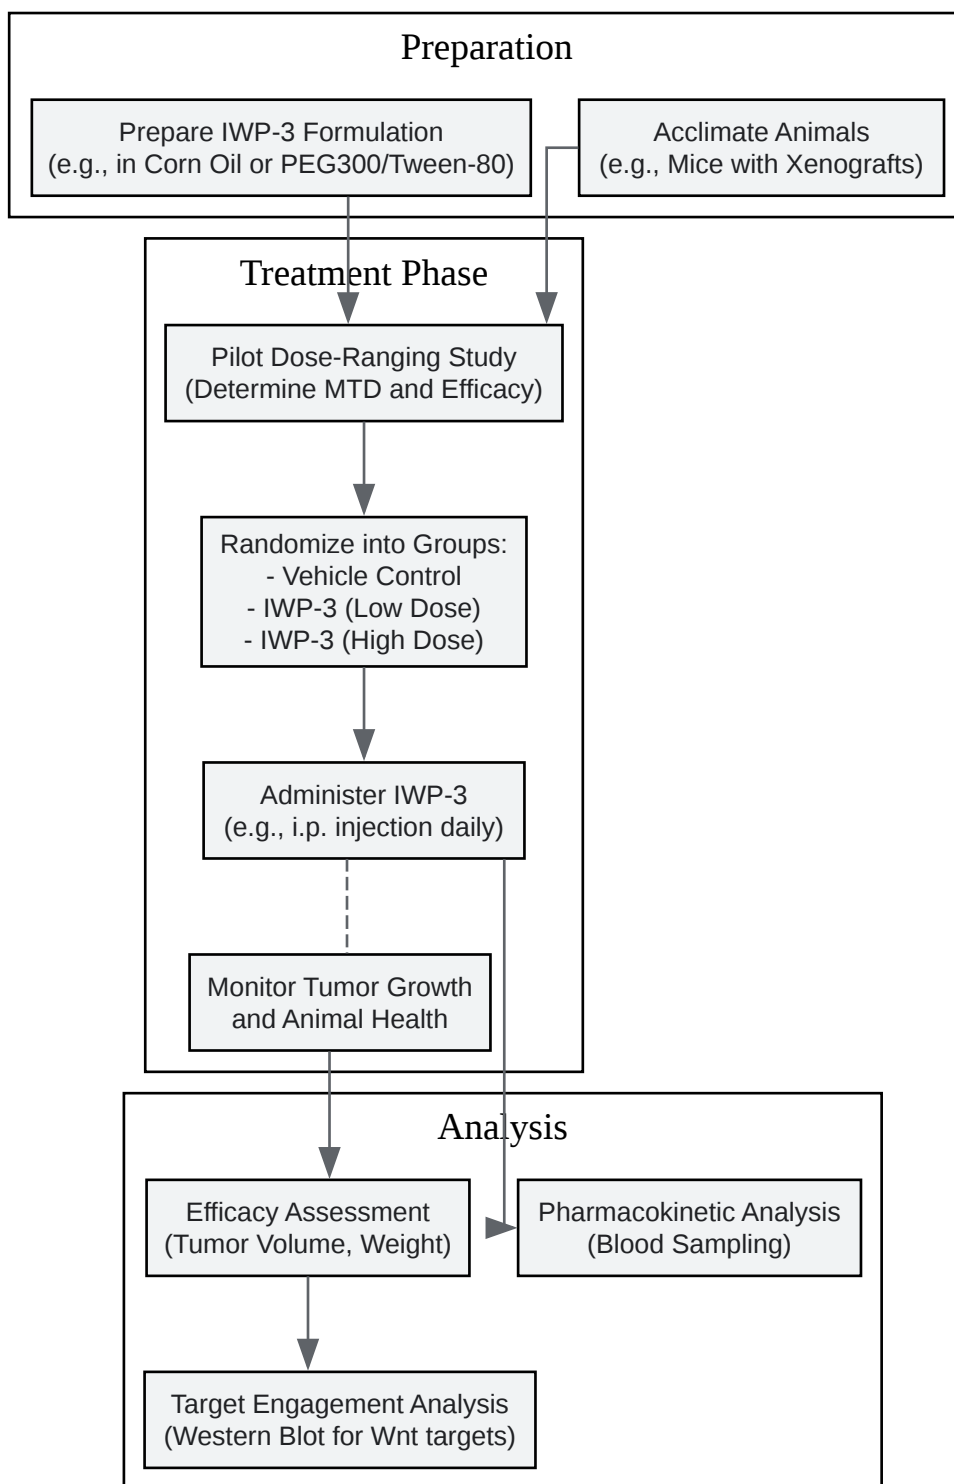 Preparation
Prepare IWP-3 Formulation
(e.g., in Corn Oil or PEG300/Tween-80)
Acclimate Animals
(e.g., Mice with Xenografts)
Treatment Phase
Pilot Dose-Ranging Study
(Determine MTD and Efficacy)
Randomize into Groups:
- Vehicle Control
- IWP-3 (Low Dose)
- IWP-3 (High Dose)
Administer IWP-3
(e.g., i.p. injection daily)
Monitor Tumor Growth
and Animal Health
Analysis
Efficacy Assessment
(Tumor Volume, Weight)
Pharmacokinetic Analysis
(Blood Sampling)
Target Engagement Analysis
(Western Blot for Wnt targets)